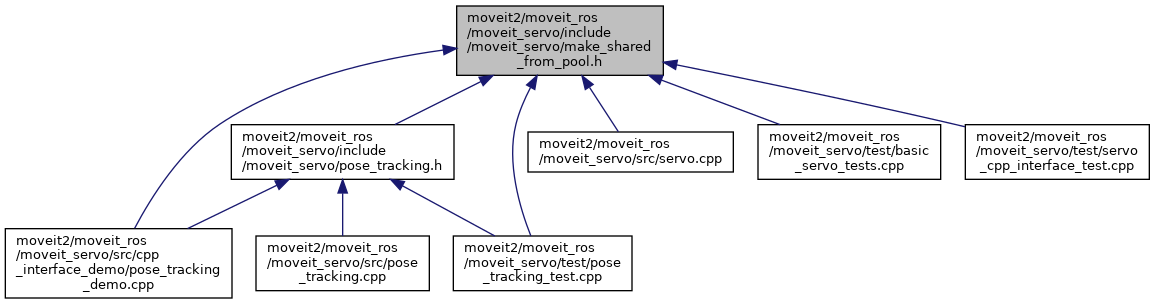 moveit2/moveit_ros
/moveit_servo/include
/moveit_servo/make_shared
_from_pool.h
moveit2/moveit_ros
/moveit_servo/include
/moveit_servo/pose_tracking.h
moveit2/moveit_ros
/moveit_servo/src/servo.cpp
moveit2/moveit_ros
/moveit_servo/test/basic
_servo_tests.cpp
moveit2/moveit_ros
/moveit_servo/test/servo
_cpp_interface_test.cpp
moveit2/moveit_ros
/moveit_servo/src/cpp
_interface_demo/pose_tracking
_demo.cpp
moveit2/moveit_ros
/moveit_servo/src/pose
_tracking.cpp
moveit2/moveit_ros
/moveit_servo/test/pose
_tracking_test.cpp